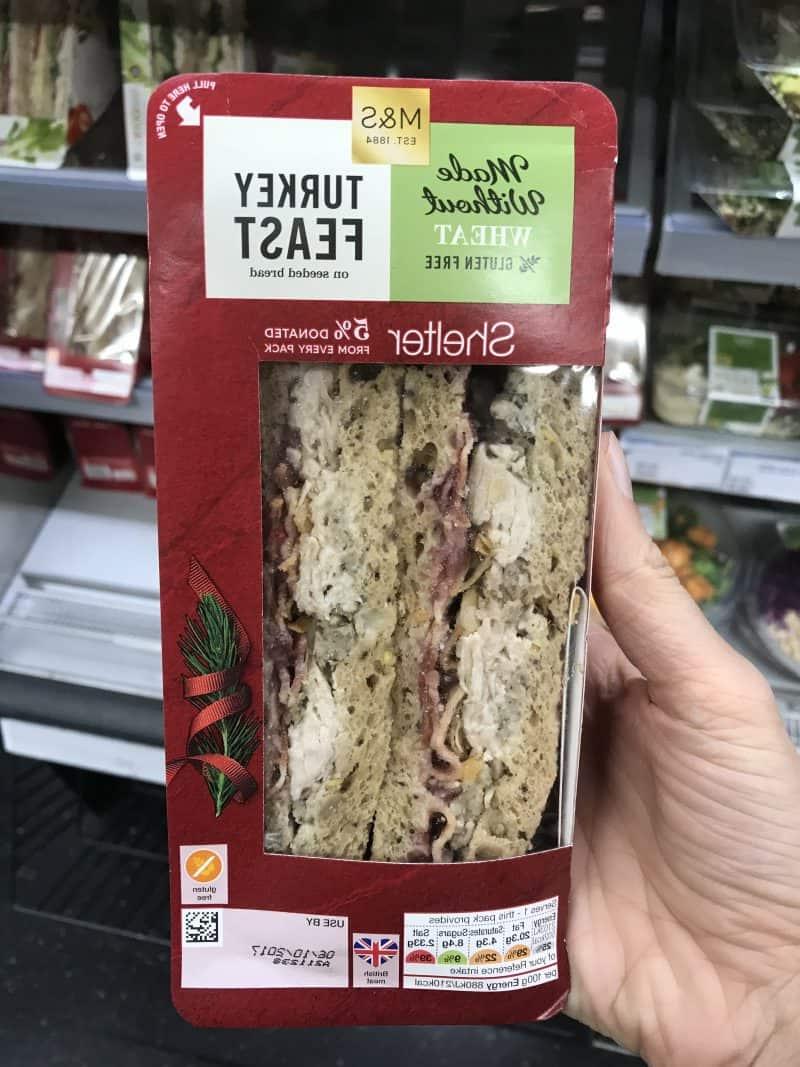 PULL HERE TO OPEN
M&S
EST. 1884
Made
Without
WHEAT
GLUTEN FREE
TURKEY
FEAST
on seeded bread
Shelter
5% DONATED
FROM EVERY PACK
gluten
free
USE BY
06/10/2017
British
meat
Serves 1 - this pack provides
Energy Fat Saturates Sugars Salt
20.3g 4.3g 8.4g 2.33g
25% 29% 22% 9% 39%
of your Reference intake
per 100g Energy 880kJ/210kcal